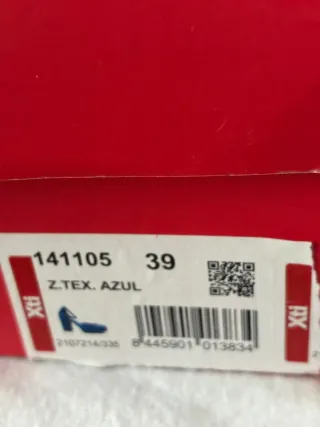 141105 39
Z.TEX. AZUL
Xti
Xti
2107214/335
8 445901 013834